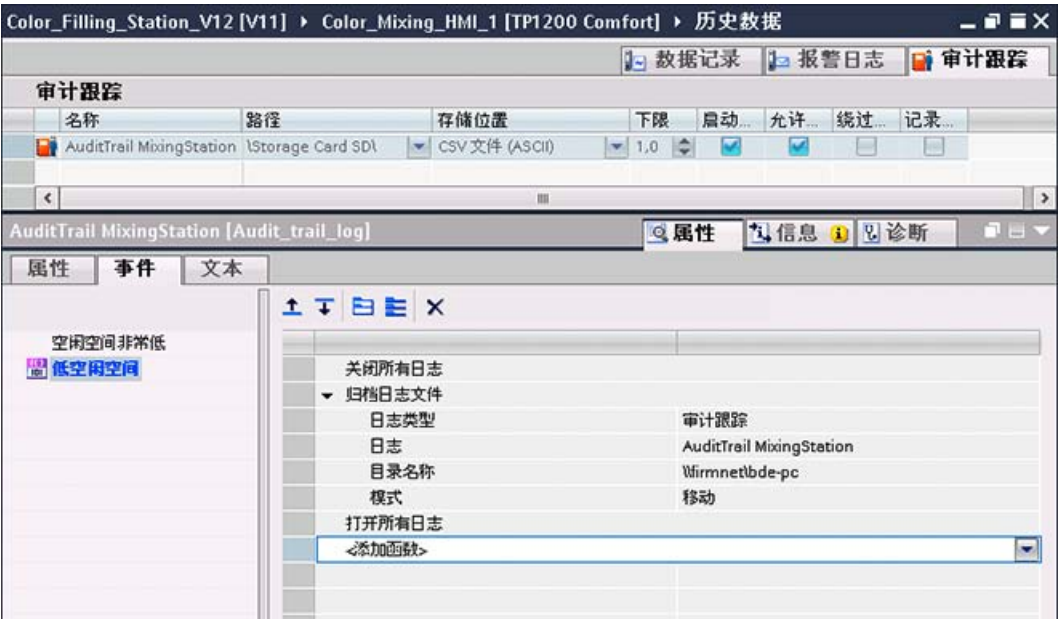 Color_Filling_Station_V12 [V11] ▸ Color_Mixing_HMI_1 [TP1200 Comfort] ▸ 历史数据
数据记录 报警日志 审计跟踪
审计跟踪
名称 路径 存储位置 下限 启动... 允许... 绕过... 记录...
AuditTrail MixingStation \Storage Card SD\ CSV 文件 (ASCII) 1,0
AuditTrail MixingStation [Audit_trail_log]
属性 信息 诊断
属性 事件 文本
空闲空间非常低
低空闲空间
关闭所有日志
归档日志文件
日志类型 审计跟踪
日志 AuditTrail MixingStation
目录名称 \\firmnet\bde-pc
模式 移动
打开所有日志
<添加函数>